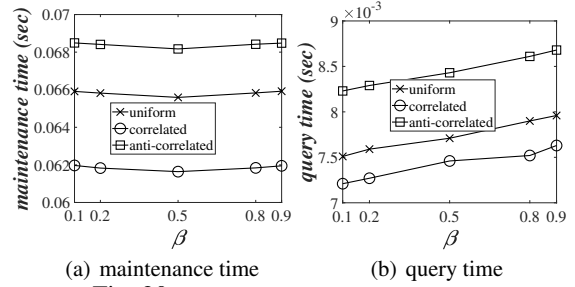 0.07
0.068
0.066
0.064
0.062
0.06
maintenance time (sec)
uniform
correlated
anti-correlated
0.1 0.2 0.5 0.8 0.9
β
(a) maintenance time
×10⁻³
9
8.5
8
7.5
7
query time (sec)
uniform
correlated
anti-correlated
0.1 0.2 0.5 0.8 0.9
β
(b) query time